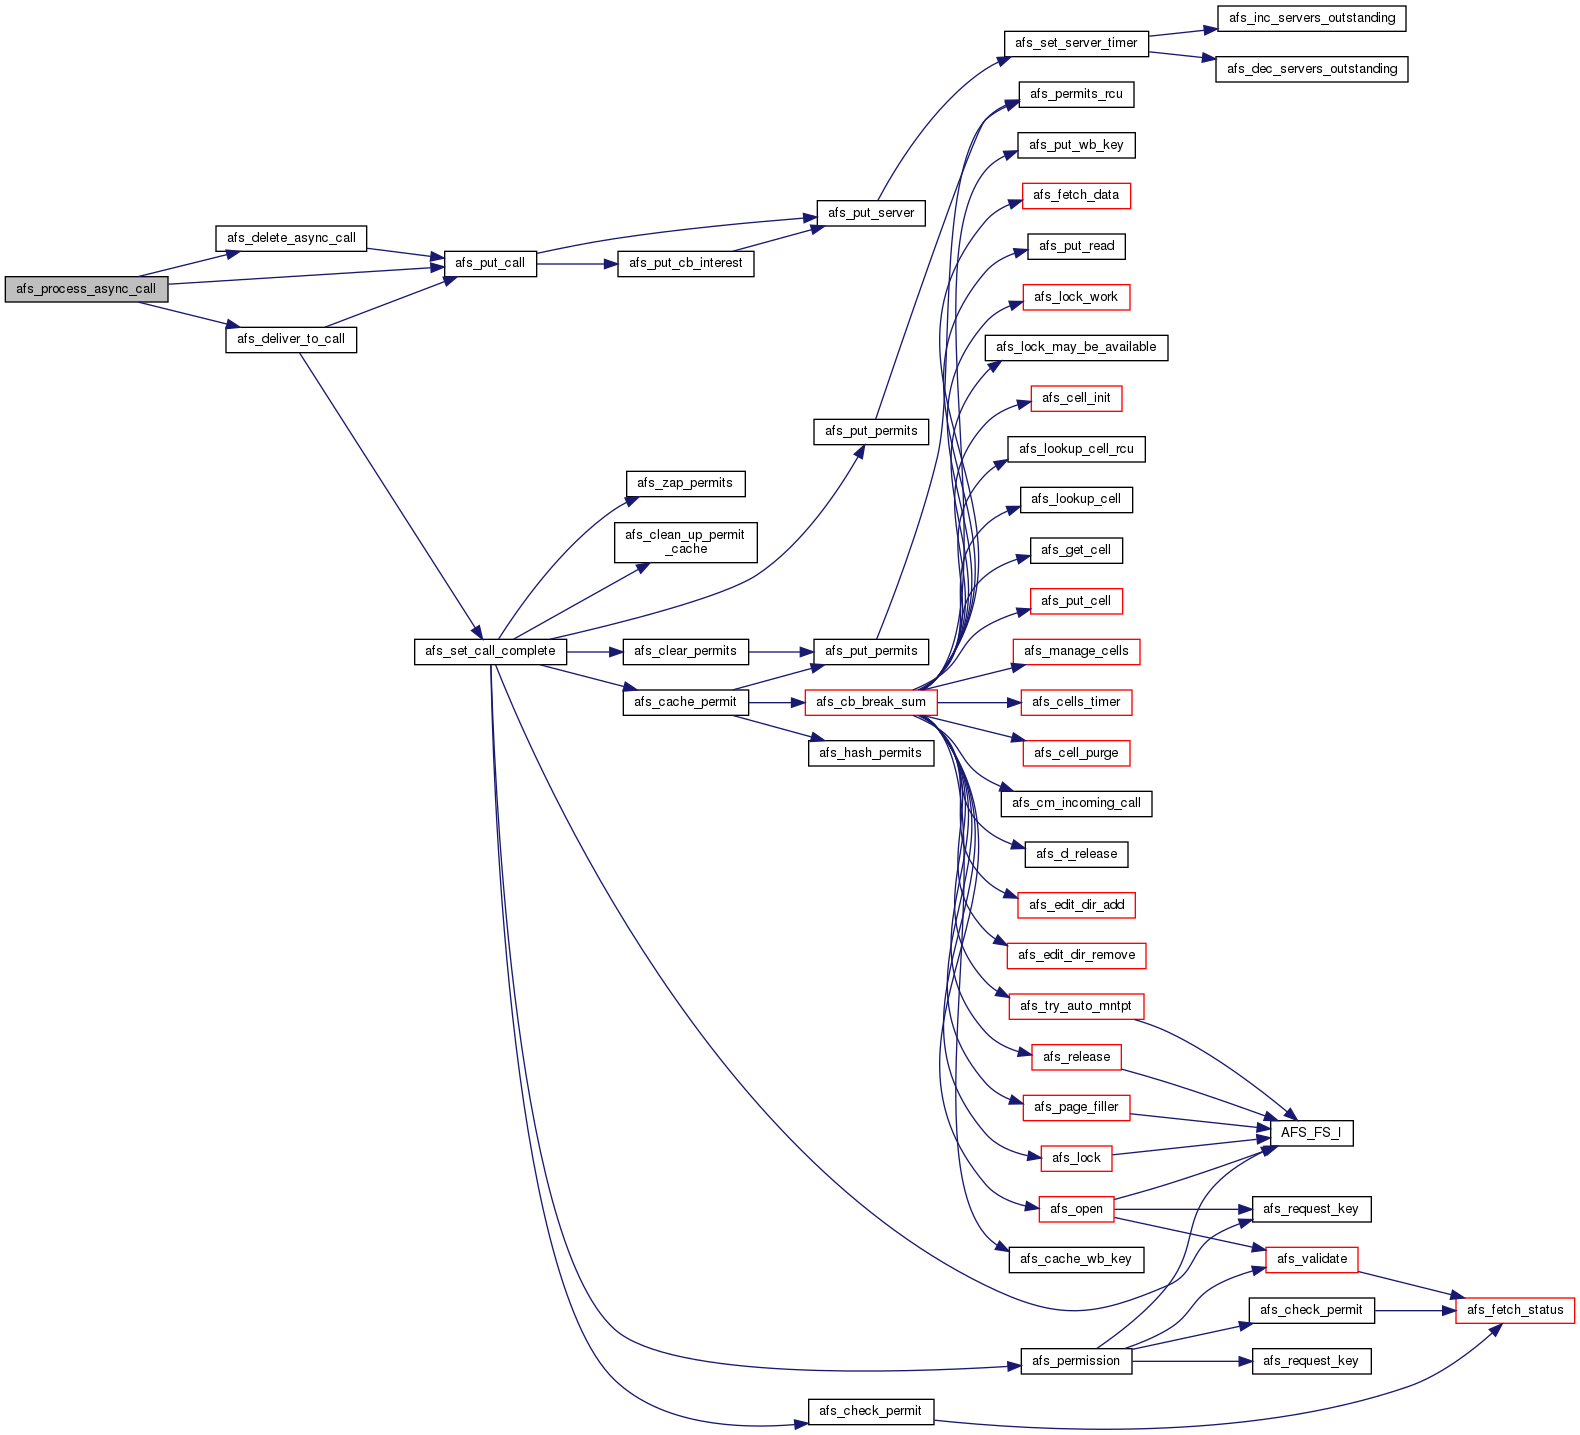 afs_inc_servers_outstanding
afs_set_server_timer
afs_dec_servers_outstanding
afs_permits_rcu
afs_put_wb_key
afs_fetch_data
afs_put_server
afs_delete_async_call
afs_put_read
afs_put_call
afs_put_cb_interest
afs_process_async_call
afs_lock_work
afs_deliver_to_call
afs_lock_may_be_available
afs_cell_init
afs_put_permits
afs_lookup_cell_rcu
afs_zap_permits
afs_lookup_cell
afs_clean_up_permit
_cache
afs_get_cell
afs_put_cell
afs_set_call_complete
afs_clear_permits
afs_put_permits
afs_manage_cells
afs_cache_permit
afs_cb_break_sum
afs_cells_timer
afs_hash_permits
afs_cell_purge
afs_cm_incoming_call
afs_d_release
afs_edit_dir_add
afs_edit_dir_remove
afs_try_auto_mntpt
afs_release
afs_page_filler
AFS_FS_I
afs_lock
afs_open
afs_request_key
afs_cache_wb_key
afs_validate
afs_check_permit
afs_fetch_status
afs_permission
afs_request_key
afs_check_permit